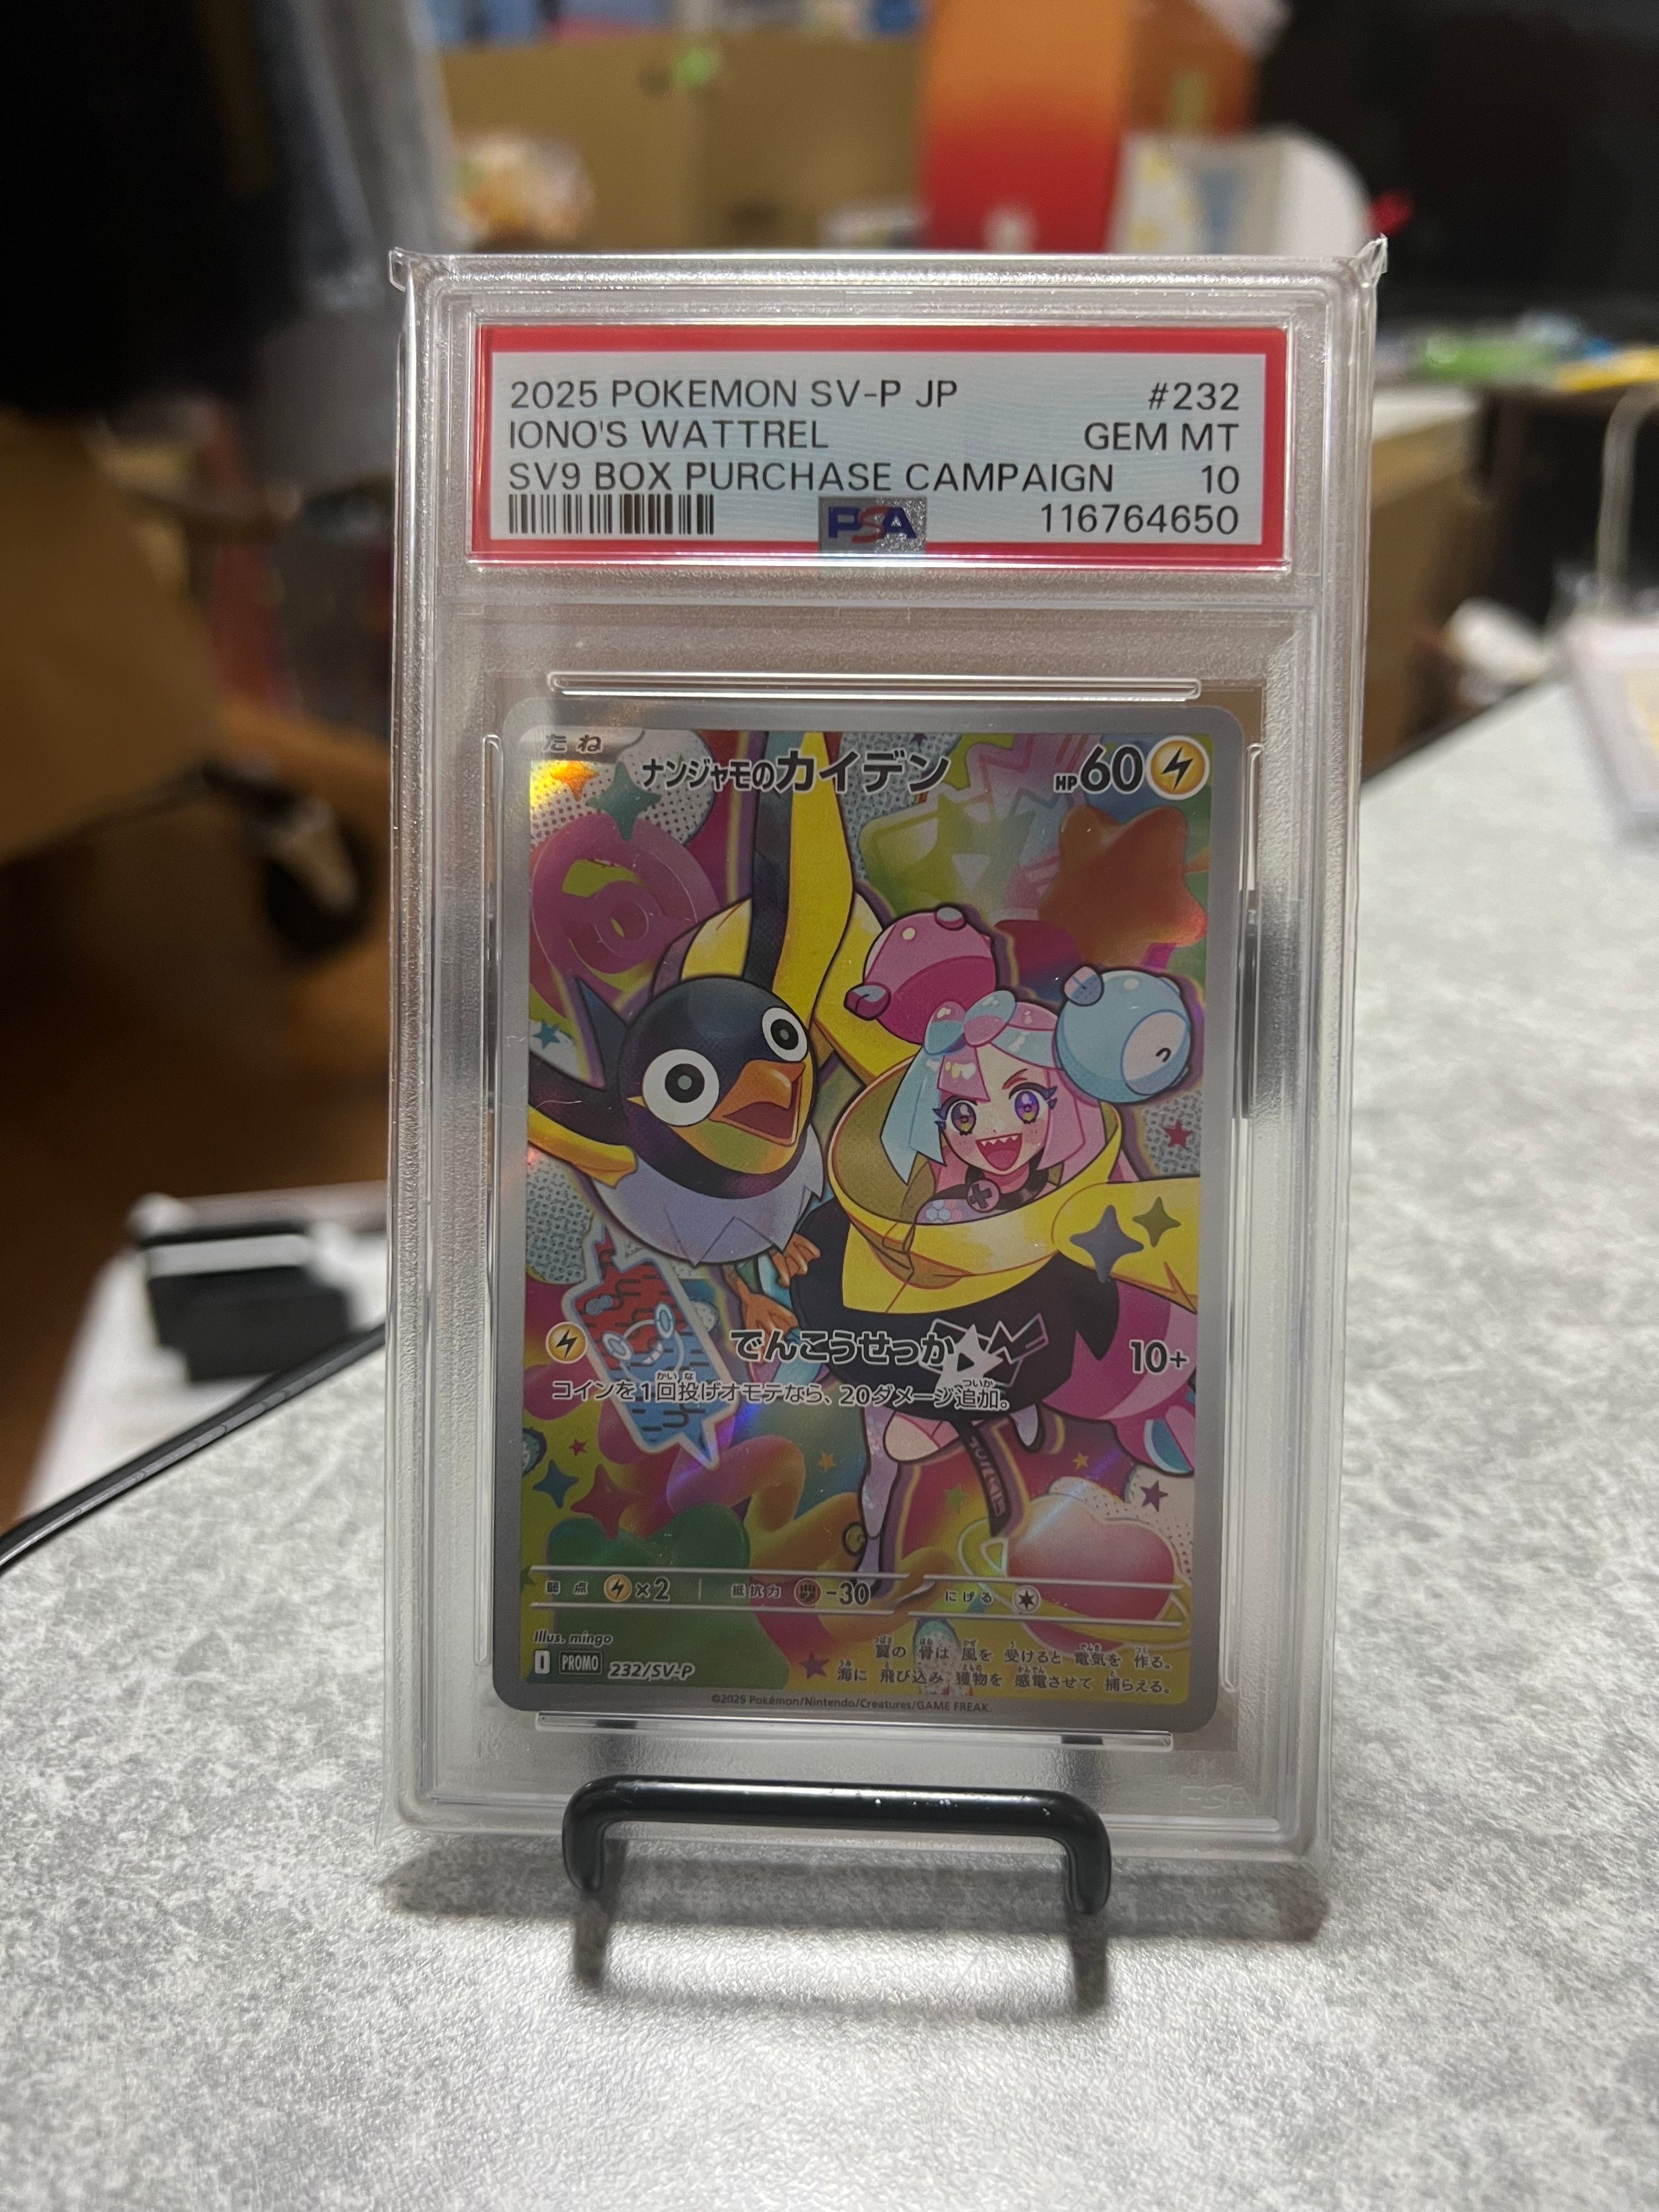 2025 POKEMON SV-P JP #232
IONO'S WATTREL GEM MT
SV9 BOX PURCHASE CAMPAIGN 10
PSA 116764650
たね ナンジャモのカイデン HP60
でんこうせっか 10+
コインを1回投げオモテなら、20ダメージ追加。
弱点 ×2 抵抗力 -30 にげる
Illus. mingo
I PROMO 232/SV-P
翼の骨は風を受けると電気を作る。
海に飛び込み獲物を感電させて捕らえる。
©2025 Pokémon/Nintendo/Creatures/GAME FREAK.